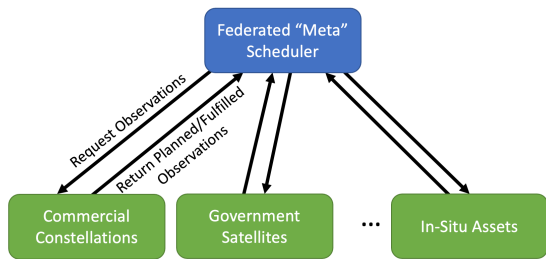 Federated “Meta”
Scheduler
Request Observations
Return Planned/Fulfilled
Observations
Commercial
Constellations
Government
Satellites
...
In-Situ Assets